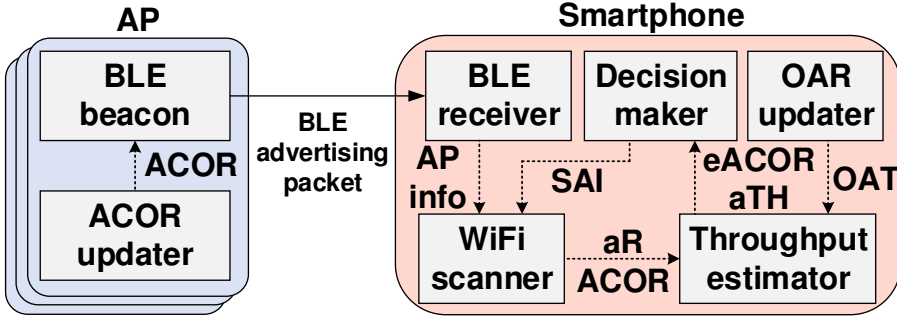 AP
BLE
beacon
ACOR
ACOR
updater
BLE
advertising
packet
Smartphone
BLE
receiver
Decision
maker
OAR
updater
AP
info
SAI
eACOR
aTH
OAT
WiFi
scanner
aR
ACOR
Throughput
estimator